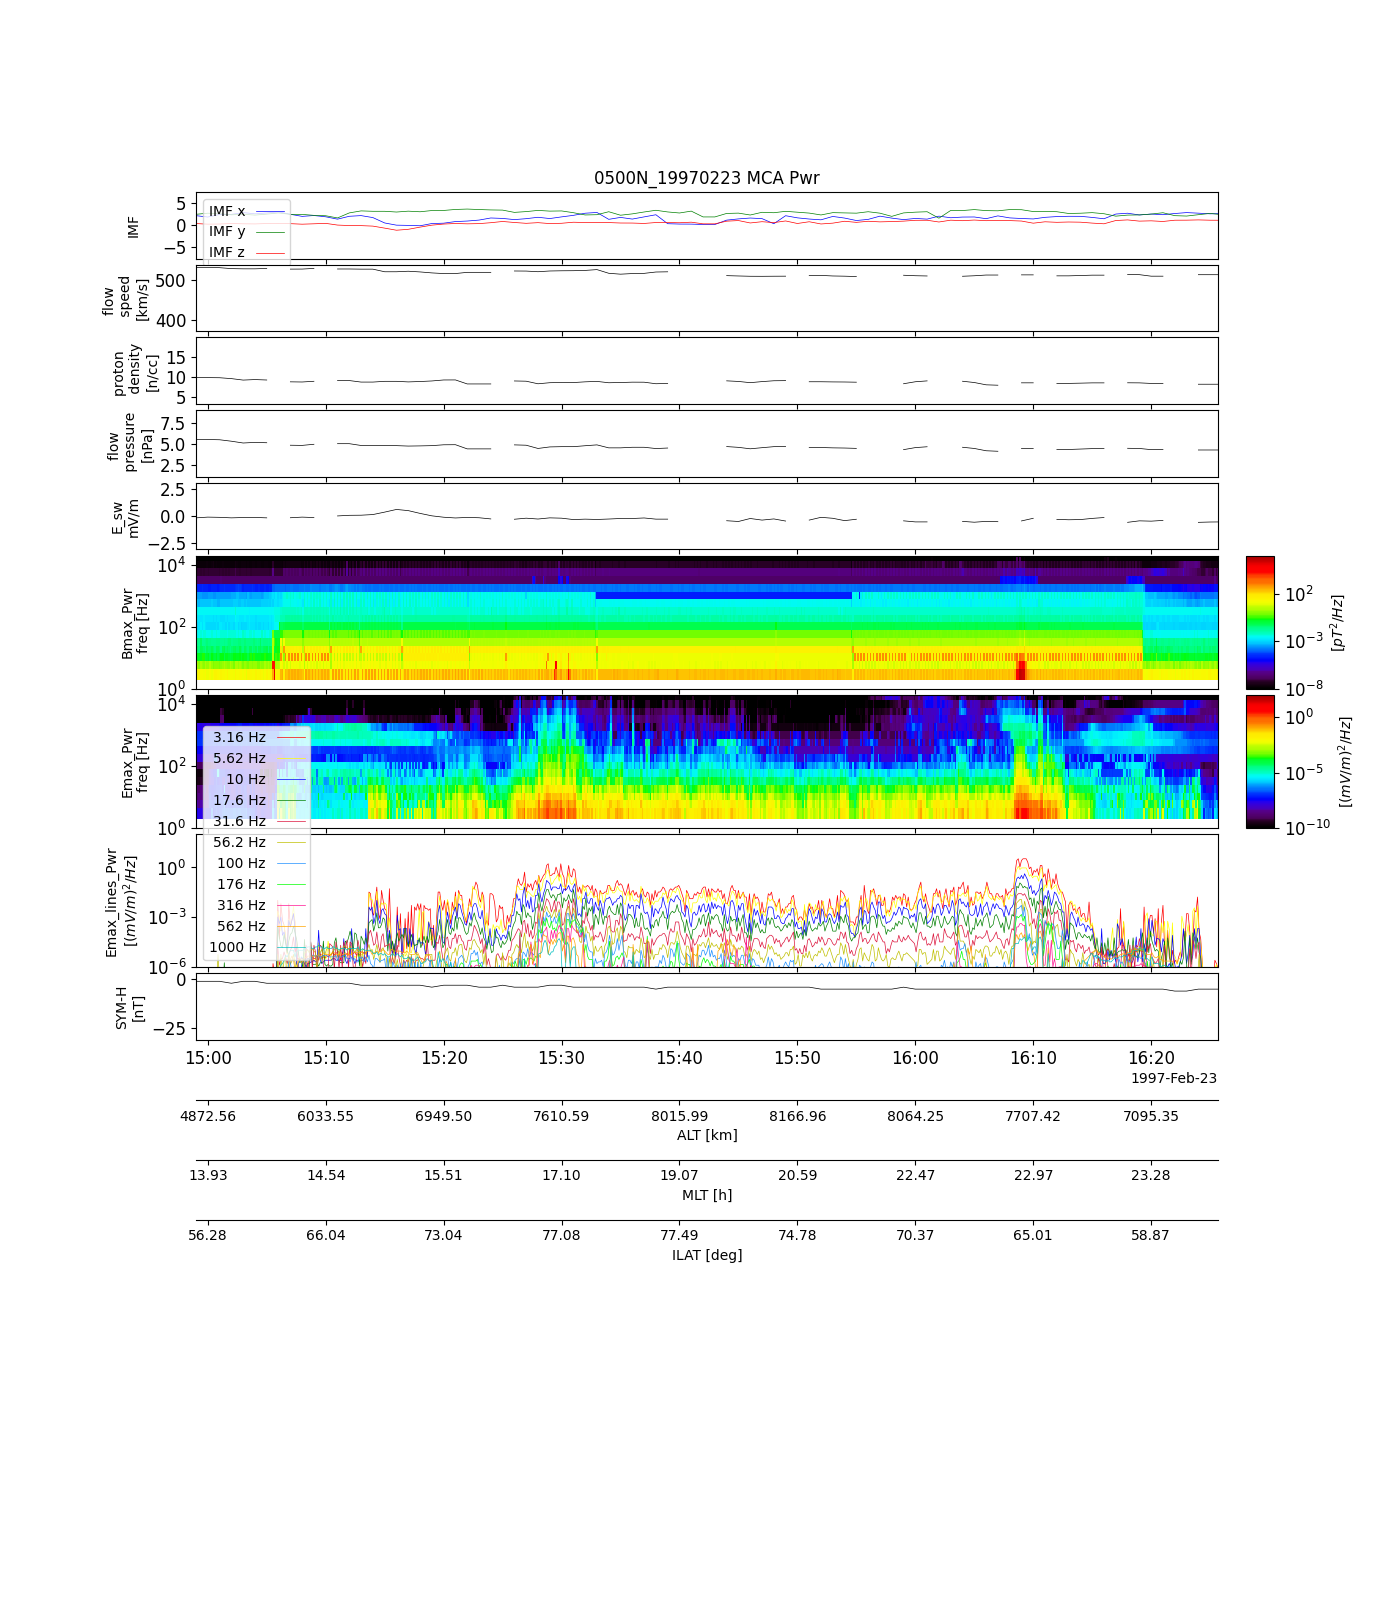 0500N_19970223 MCA Pwr
IMF
5
0
−5
IMF x
IMF y
IMF z
flow
speed
[km/s]
500
400
proton
density
[n/cc]
15
10
5
flow
pressure
[nPa]
7.5
5.0
2.5
E_sw
mV/m
2.5
0.0
−2.5
Bmax_Pwr
freq [Hz]
10^4
10^2
10^0
10^2
10^−3
10^−8
[pT^2/Hz]
Emax_Pwr
freq [Hz]
10^4
10^2
10^0
10^0
10^−5
10^−10
[(mV/m)^2/Hz]
3.16 Hz
5.62 Hz
10 Hz
17.6 Hz
31.6 Hz
56.2 Hz
100 Hz
176 Hz
316 Hz
562 Hz
1000 Hz
Emax_lines_Pwr
[(mV/m)^2/Hz]
10^0
10^−3
10^−6
SYM-H
[nT]
0
−25
15:00 15:10 15:20 15:30 15:40 15:50 16:00 16:10 16:20
1997-Feb-23
4872.56 6033.55 6949.50 7610.59 8015.99 8166.96 8064.25 7707.42 7095.35
ALT [km]
13.93 14.54 15.51 17.10 19.07 20.59 22.47 22.97 23.28
MLT [h]
56.28 66.04 73.04 77.08 77.49 74.78 70.37 65.01 58.87
ILAT [deg]